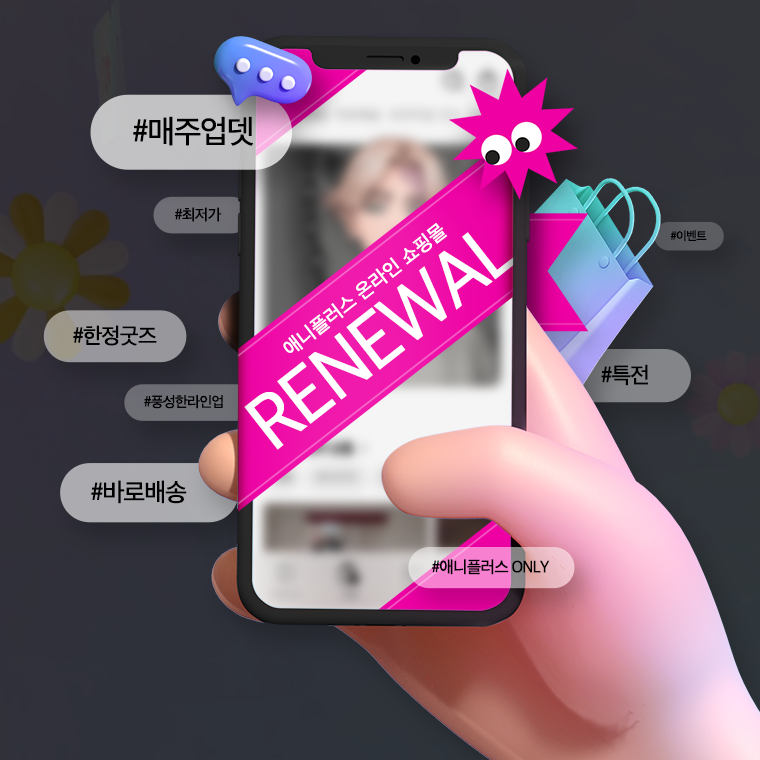 #매주업뎃
#최저가
#이벤트
애니플러스 온라인 쇼핑몰
RENEWAL
#한정굿즈
#특전
#풍성한라인업
#바로배송
#애니플러스 ONLY